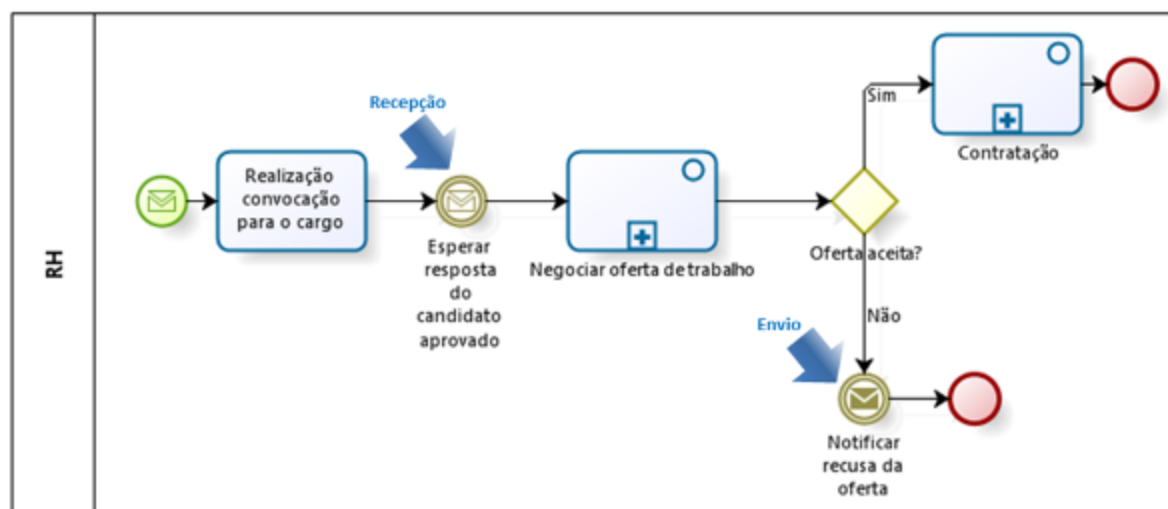 RH
Realização
convocação
para o cargo
Recepção
Esperar
resposta
do
candidato
aprovado
Negociar oferta de trabalho
Oferta aceita?
Sim
Contratação
Não
Envio
Notificar
recusa da
oferta